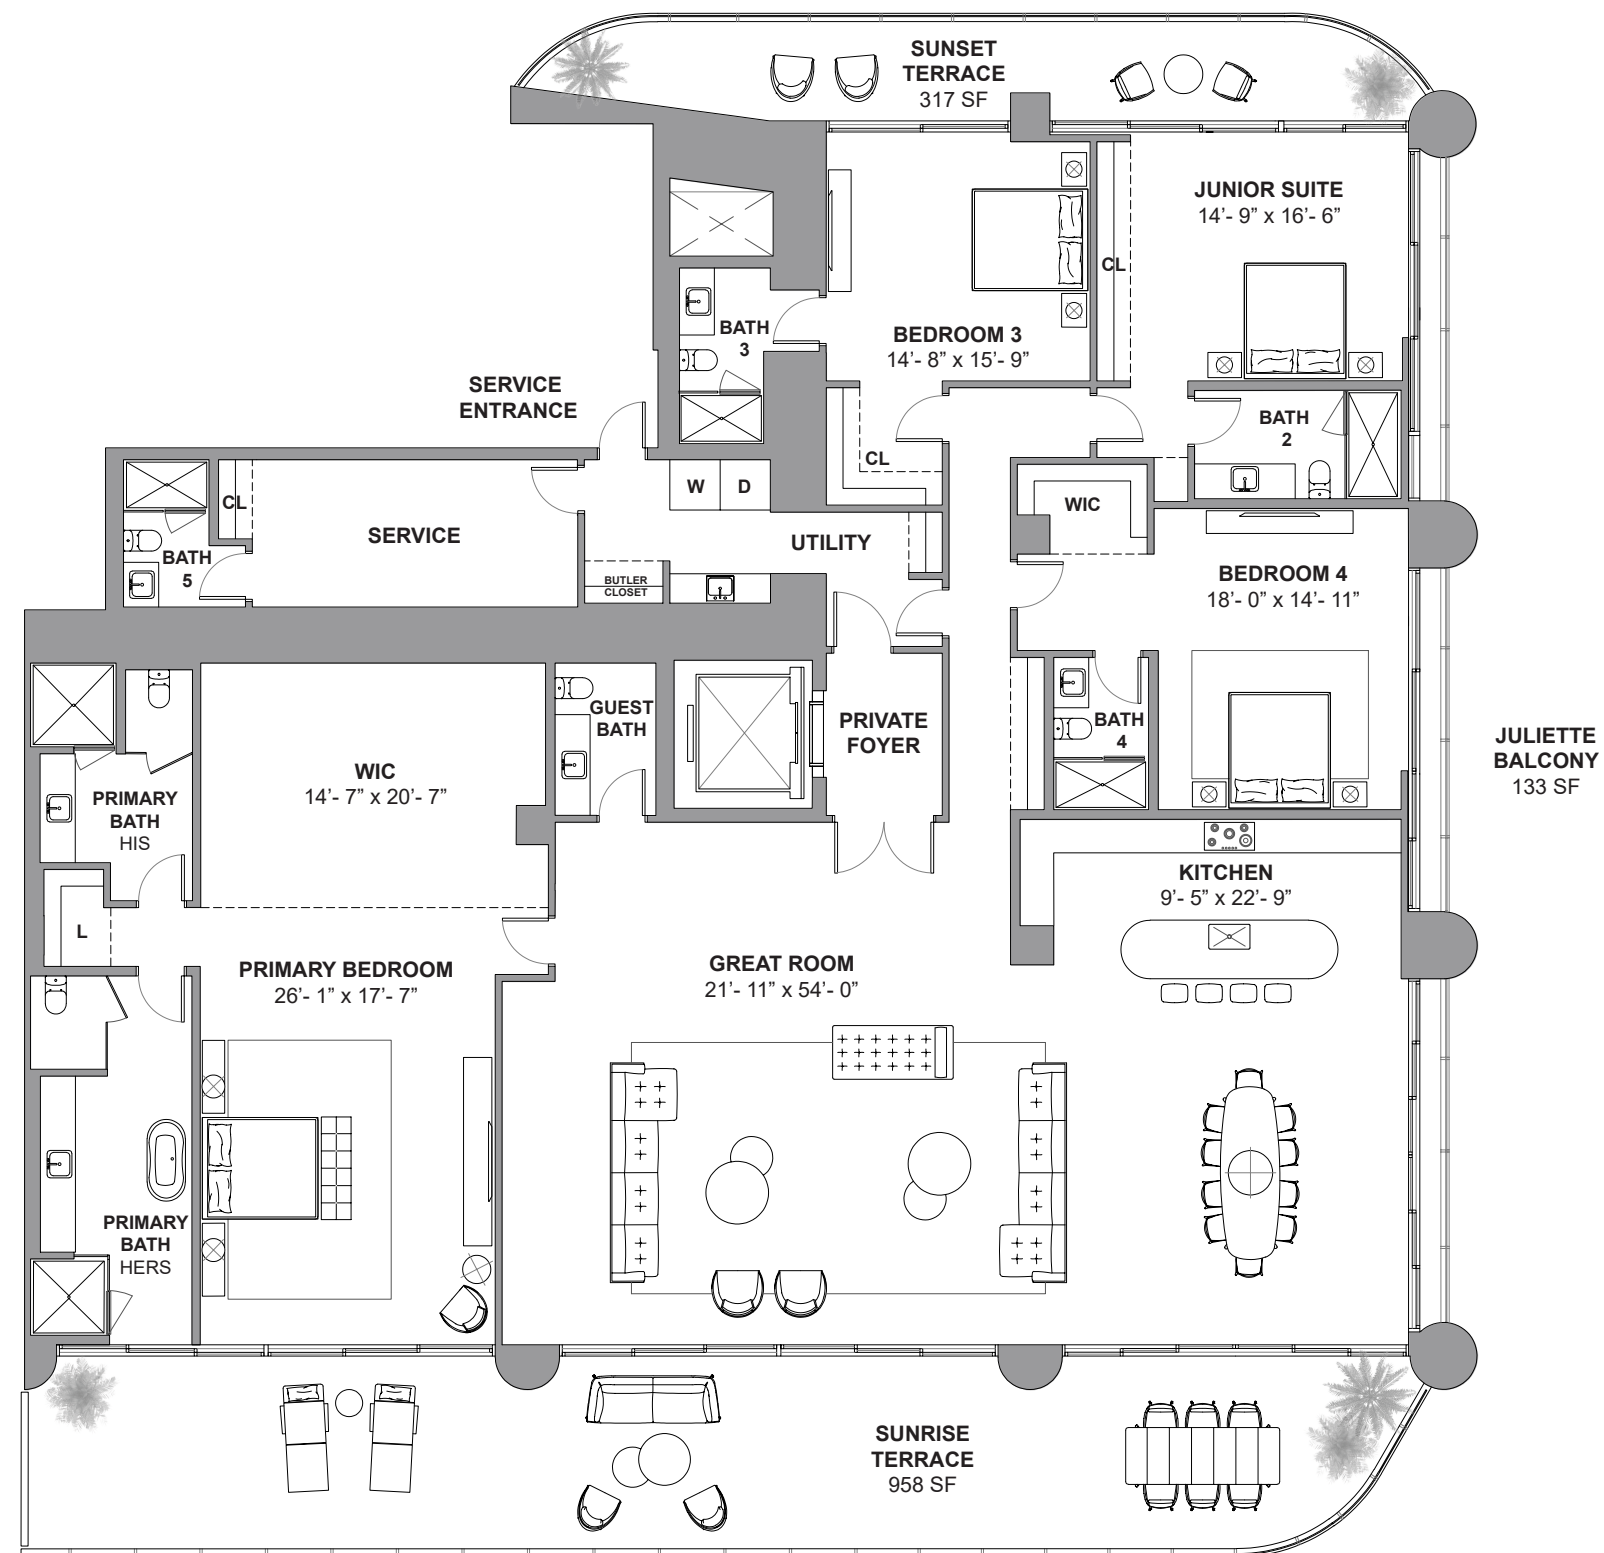 SUNSET
TERRACE
317 SF
JUNIOR SUITE
14’- 9” x 16’- 6”
CL
BATH
3
BEDROOM 3
14’- 8” x 15’- 9”
SERVICE
ENTRANCE
BATH
2
CL
CL
W
D
WIC
SERVICE
UTILITY
BATH
5
BUTLER
CLOSET
BEDROOM 4
18’- 0” x 14’- 11”
GUEST
BATH
PRIVATE
FOYER
BATH
4
JULIETTE
BALCONY
133 SF
WIC
14’- 7” x 20’- 7”
PRIMARY
BATH
HIS
KITCHEN
9’- 5” x 22’- 9”
L
PRIMARY BEDROOM
26’- 1” x 17’- 7”
GREAT ROOM
21’- 11” x 54’- 0”
PRIMARY
BATH
HERS
SUNRISE
TERRACE
958 SF